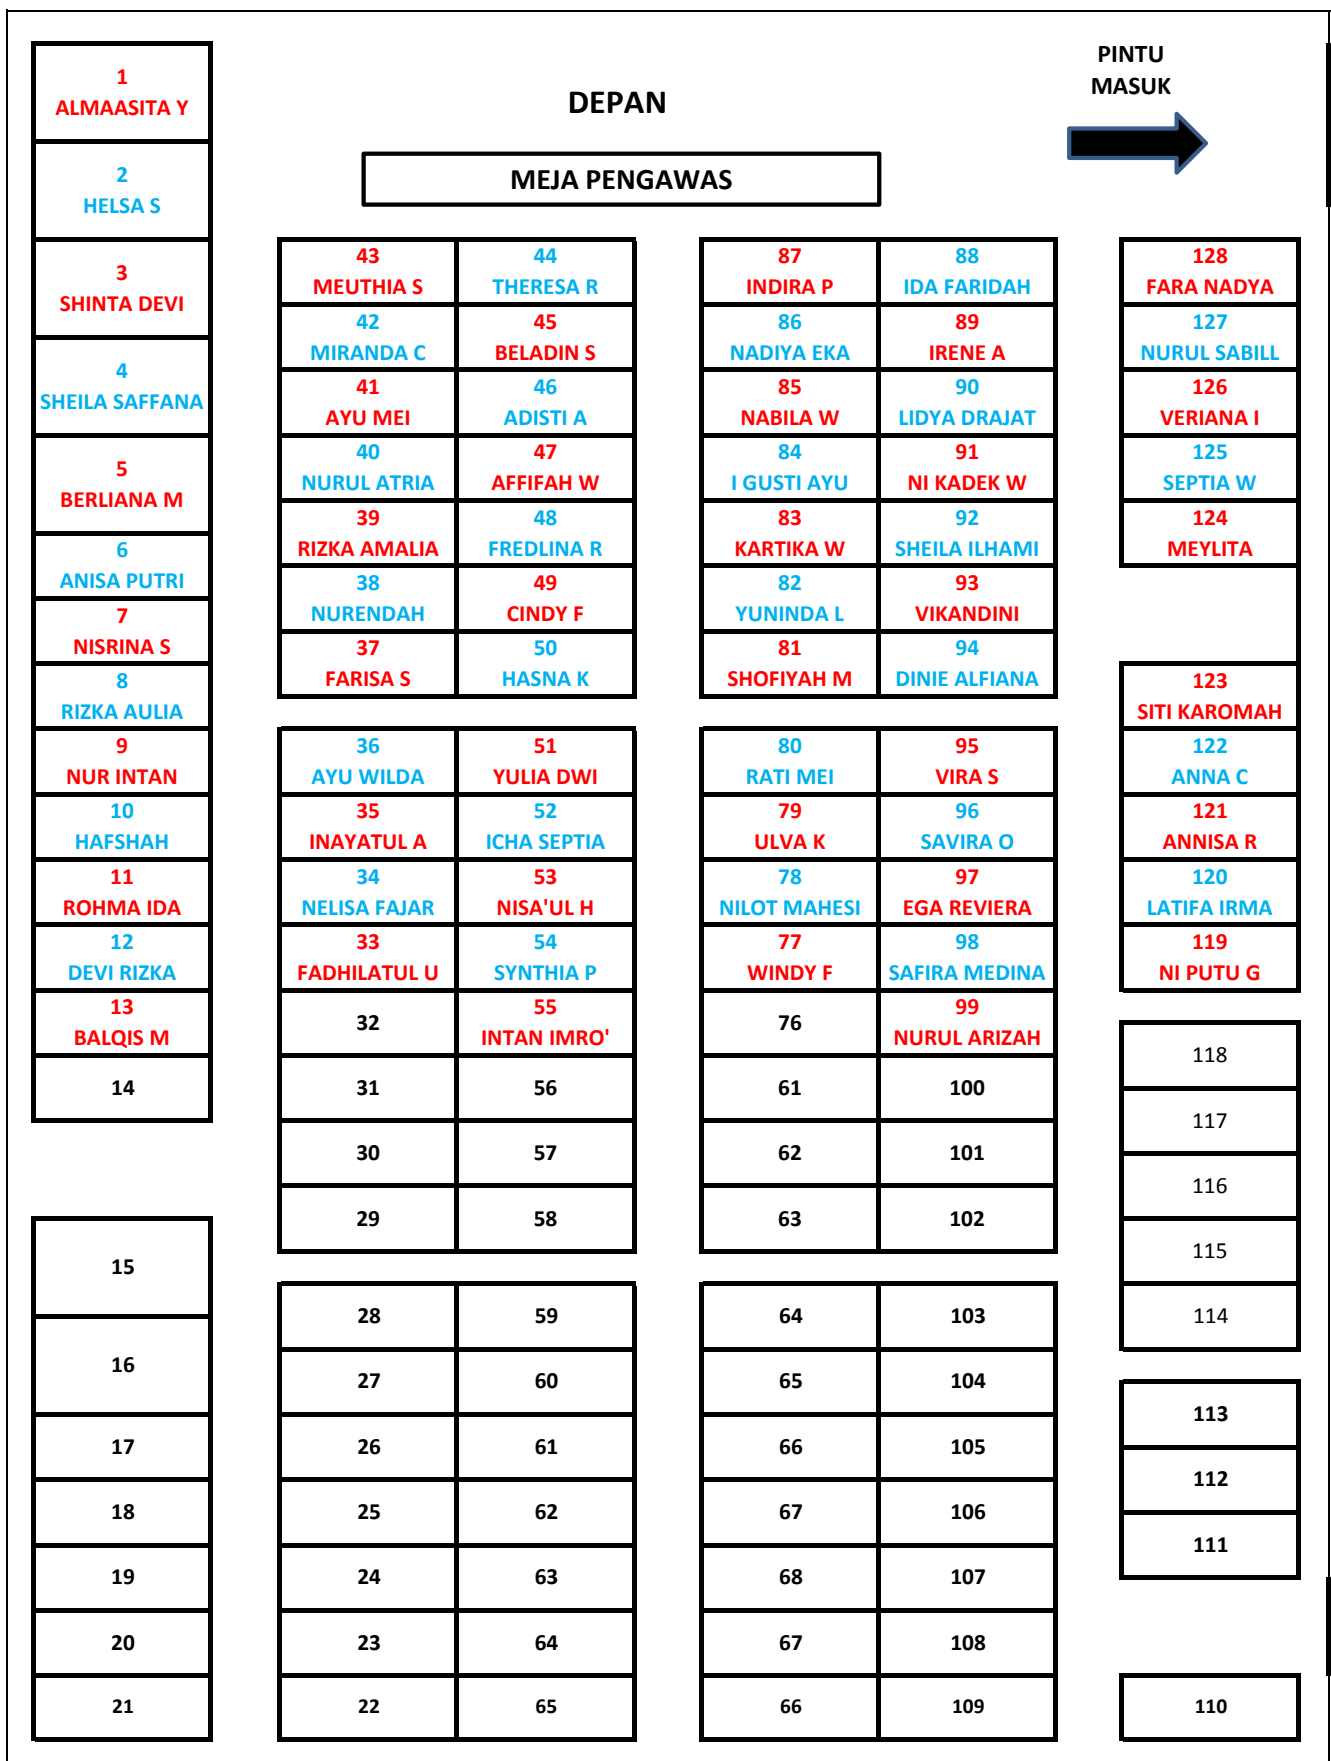 PINTU
MASUK
DEPAN
MEJA PENGAWAS
1
ALMAASITA Y
2
HELSA S
3
SHINTA DEVI
4
SHEILA SAFFANA
5
BERLIANA M
6
ANISA PUTRI
7
NISRINA S
8
RIZKA AULIA
9
NUR INTAN
10
HAFSHAH
11
ROHMA IDA
12
DEVI RIZKA
13
BALQIS M
14
15
16
17
18
19
20
21
43
MEUTHIA S
42
MIRANDA C
41
AYU MEI
40
NURUL ATRIA
39
RIZKA AMALIA
38
NURENDAH
37
FARISA S
36
AYU WILDA
35
INAYATUL A
34
NELISA FAJAR
33
FADHILATUL U
32
31
30
29
28
27
26
25
24
23
22
44
THERESA R
45
BELADIN S
46
ADISTI A
47
AFFIFAH W
48
FREDLINA R
49
CINDY F
50
HASNA K
51
YULIA DWI
52
ICHA SEPTIA
53
NISA'UL H
54
SYNTHIA P
55
INTAN IMRO'
56
57
58
59
60
61
62
63
64
65
87
INDIRA P
86
NADIYA EKA
85
NABILA W
84
I GUSTI AYU
83
KARTIKA W
82
YUNINDA L
81
SHOFIYAH M
80
RATI MEI
79
ULVA K
78
NILOT MAHESI
77
WINDY F
76
61
62
63
64
65
66
67
68
67
66
88
IDA FARIDAH
89
IRENE A
90
LIDYA DRAJAT
91
NI KADEK W
92
SHEILA ILHAMI
93
VIKANDINI
94
DINIE ALFIANA
95
VIRA S
96
SAVIRA O
97
EGA REVIERA
98
SAFIRA MEDINA
99
NURUL ARIZAH
100
101
102
103
104
105
106
107
108
109
128
FARA NADYA
127
NURUL SABILL
126
VERIANA I
125
SEPTIA W
124
MEYLITA
123
SITI KAROMAH
122
ANNA C
121
ANNISA R
120
LATIFA IRMA
119
NI PUTU G
118
117
116
115
114
113
112
111
110